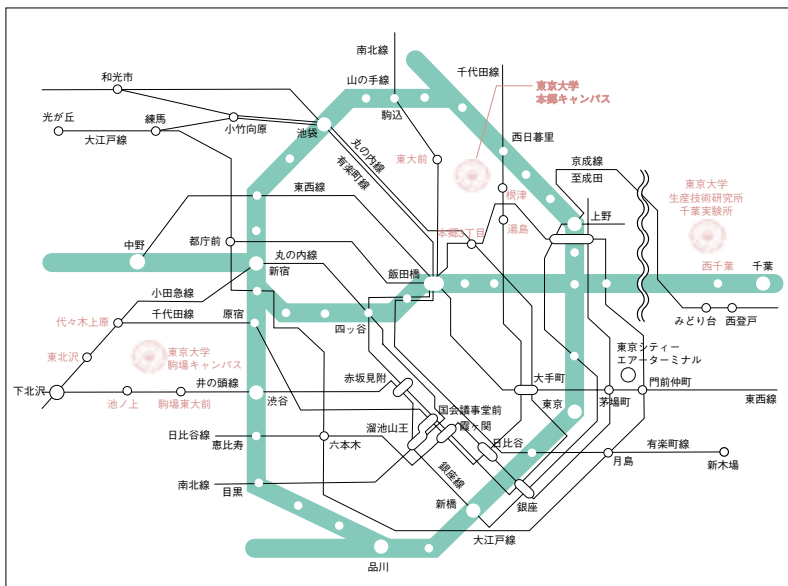 南北線
山の手線
千代田線
和光市
東京大学
本郷キャンパス
光が丘
練馬
大江戸線
小竹向原
池袋
駒込
丸の内線
有楽町線
東大前
西日暮里
京成線
至成田
東京大学
生産技術研究所
千葉実験所
東西線
根津
湯島
上野
本郷3丁目
都庁前
中野
丸の内線
新宿
飯田橋
西千葉
千葉
小田急線
千代田線
原宿
四ッ谷
みどり台
西登戸
代々木上原
東北沢
東京大学
駒場キャンパス
東京シティー
エアーターミナル
下北沢
井の頭線
池ノ上
駒場東大前
渋谷
赤坂見附
大手町
東京
茅場町
門前仲町
東西線
国会議事堂前
霞ヶ関
溜池山王
日比谷線
恵比寿
六本木
日比谷
有楽町線
月島
新木場
銀座線
南北線
目黒
新橋
銀座
大江戸線
品川